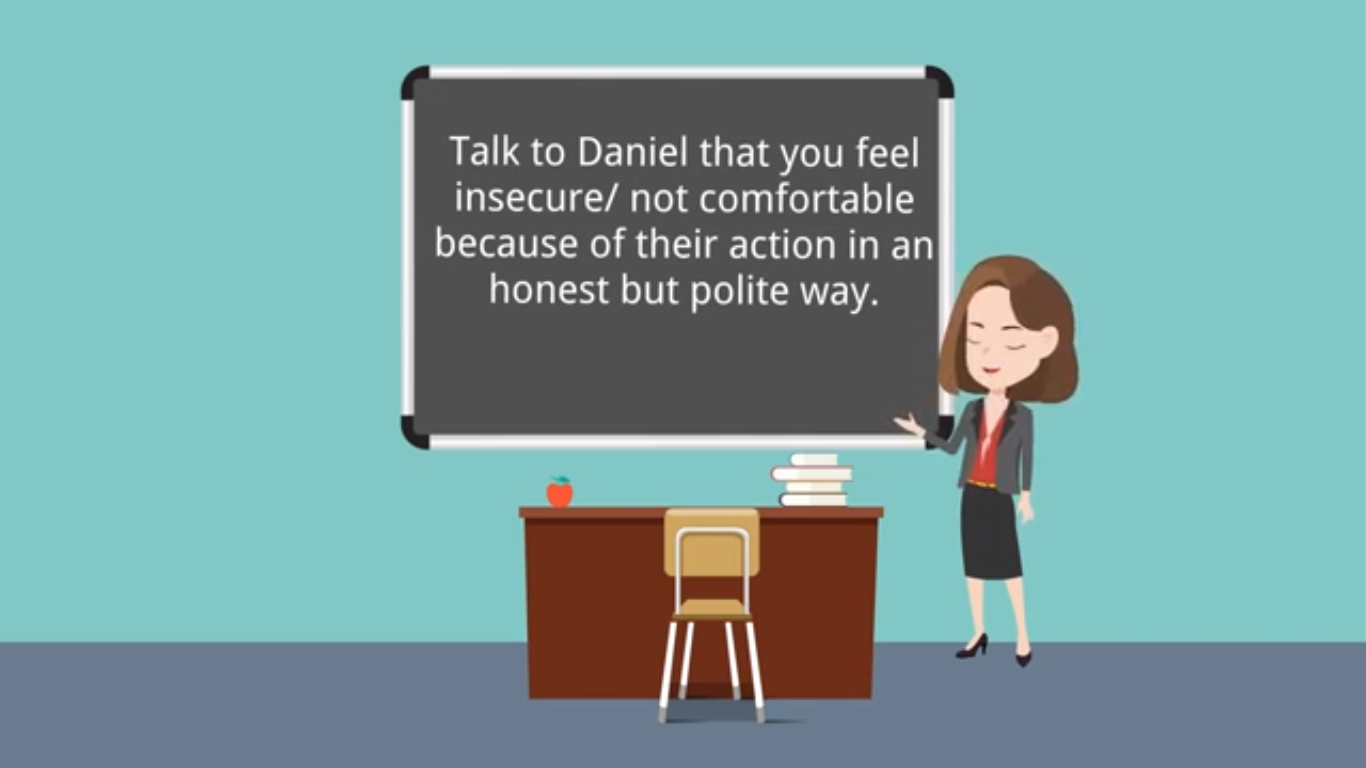 Talk to Daniel that you feel
insecure/ not comfortable
because of their action in an
honest but polite way.